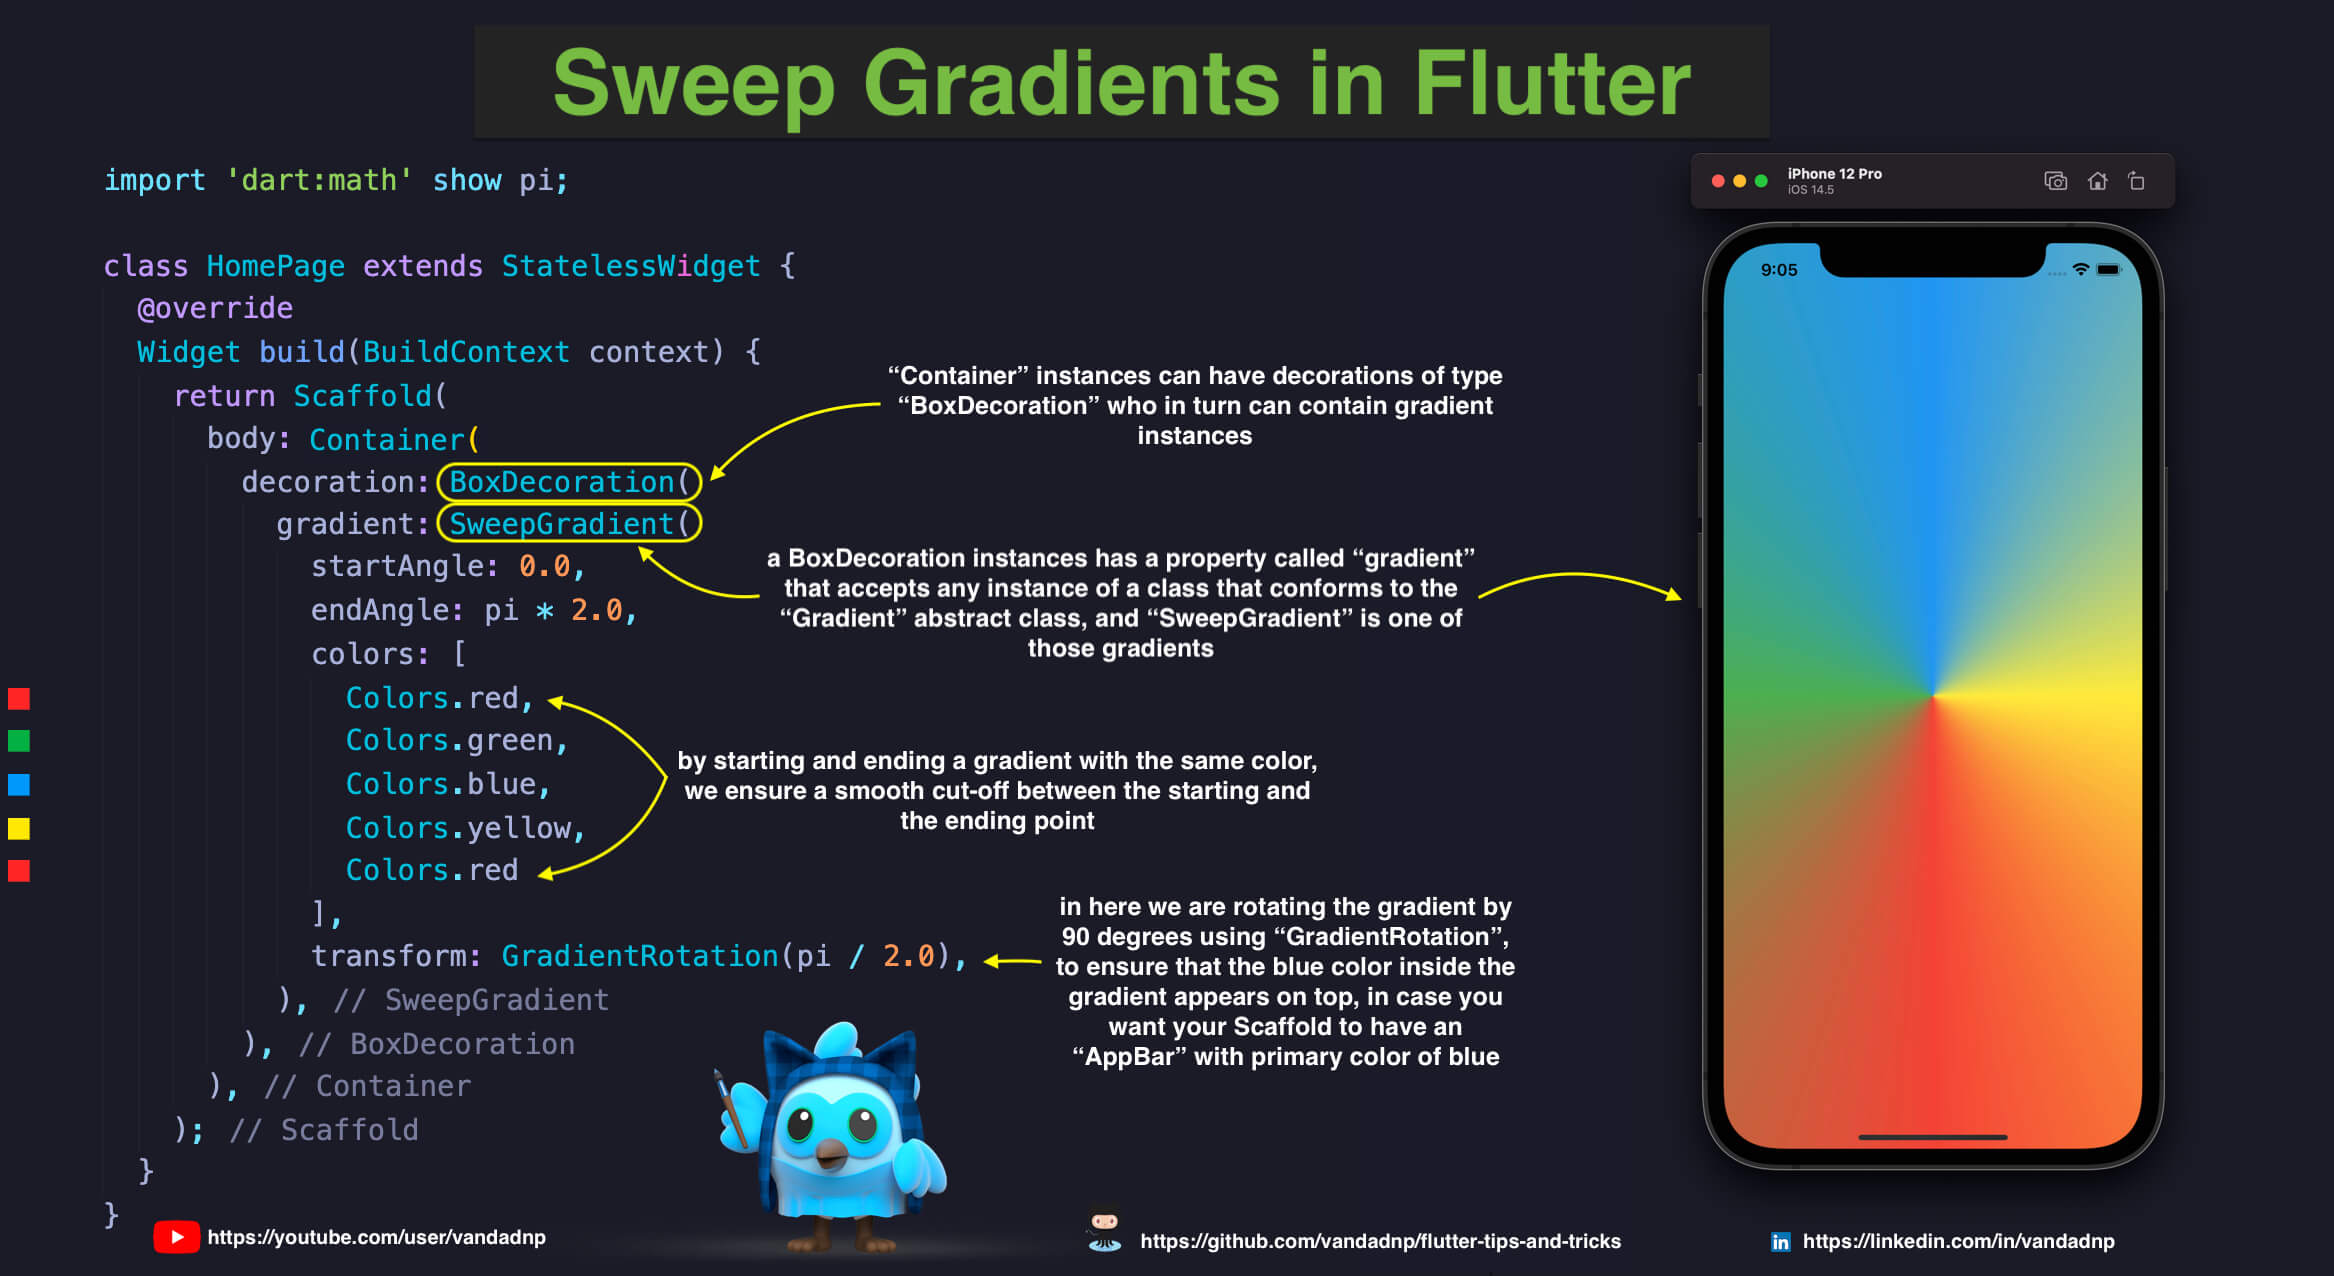 Sweep Gradients in Flutter
import 'dart:math' show pi;
class HomePage extends StatelessWidget {
@override
Widget build(BuildContext context) {
return Scaffold(
body: Container(
decoration: BoxDecoration(
gradient: SweepGradient(
startAngle: 0.0,
endAngle: pi * 2.0,
colors: [
Colors.red,
Colors.green,
Colors.blue,
Colors.yellow,
Colors.red
],
transform: GradientRotation(pi / 2.0),
), // SweepGradient
), // BoxDecoration
), // Container
); // Scaffold
}
}
“Container” instances can have decorations of type
“BoxDecoration” who in turn can contain gradient
instances
a BoxDecoration instances has a property called “gradient”
that accepts any instance of a class that conforms to the
“Gradient” abstract class, and “SweepGradient” is one of
those gradients
by starting and ending a gradient with the same color,
we ensure a smooth cut-off between the starting and
the ending point
in here we are rotating the gradient by
90 degrees using “GradientRotation”,
to ensure that the blue color inside the
gradient appears on top, in case you
want your Scaffold to have an
“AppBar” with primary color of blue
iPhone 12 Pro
iOS 14.5
9:05
https://youtube.com/user/vandadnp
https://github.com/vandadnp/flutter-tips-and-tricks
in https://linkedin.com/in/vandadnp